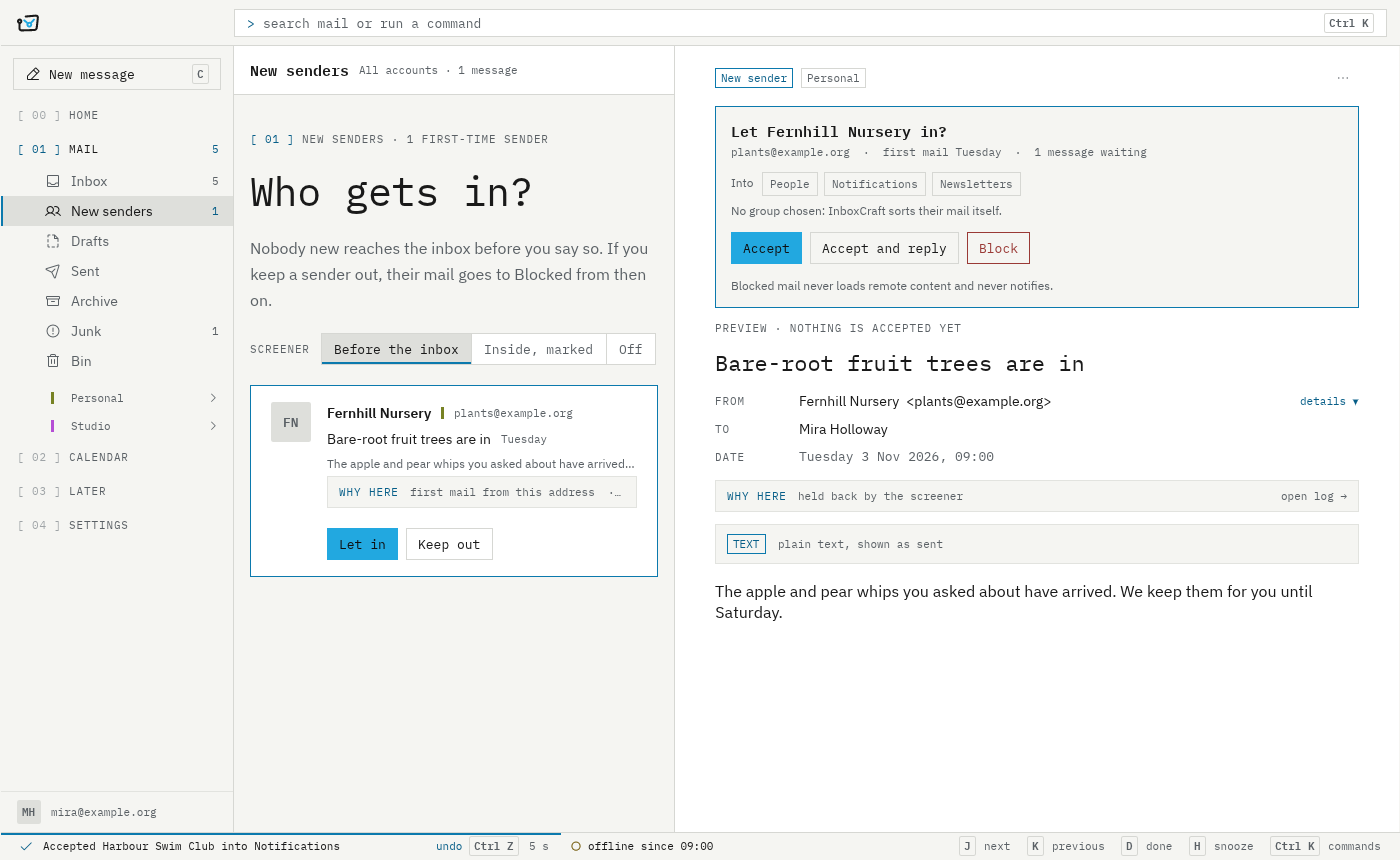 > search mail or run a command Ctrl K
New message C
[ 00 ] HOME
[ 01 ] MAIL 5
Inbox 5
New senders 1
Drafts
Sent
Archive
Junk 1
Bin
Personal
Studio
[ 02 ] CALENDAR
[ 03 ] LATER
[ 04 ] SETTINGS
MH mira@example.org
New senders All accounts · 1 message
[ 01 ] NEW SENDERS · 1 FIRST-TIME SENDER
Who gets in?
Nobody new reaches the inbox before you say so. If you
keep a sender out, their mail goes to Blocked from then
on.
SCREENER Before the inbox Inside, marked Off
FN Fernhill Nursery plants@example.org
Bare-root fruit trees are in Tuesday
The apple and pear whips you asked about have arrived…
WHY HERE first mail from this address ·…
Let in Keep out
New sender Personal ···
Let Fernhill Nursery in?
plants@example.org · first mail Tuesday · 1 message waiting
Into People Notifications Newsletters
No group chosen: InboxCraft sorts their mail itself.
Accept Accept and reply Block
Blocked mail never loads remote content and never notifies.
PREVIEW · NOTHING IS ACCEPTED YET
Bare-root fruit trees are in
FROM Fernhill Nursery <plants@example.org> details ▾
TO Mira Holloway
DATE Tuesday 3 Nov 2026, 09:00
WHY HERE held back by the screener open log →
TEXT plain text, shown as sent
The apple and pear whips you asked about have arrived. We keep them for you until
Saturday.
Accepted Harbour Swim Club into Notifications undo Ctrl Z 5 s offline since 09:00 J next K previous D done H snooze Ctrl K commands